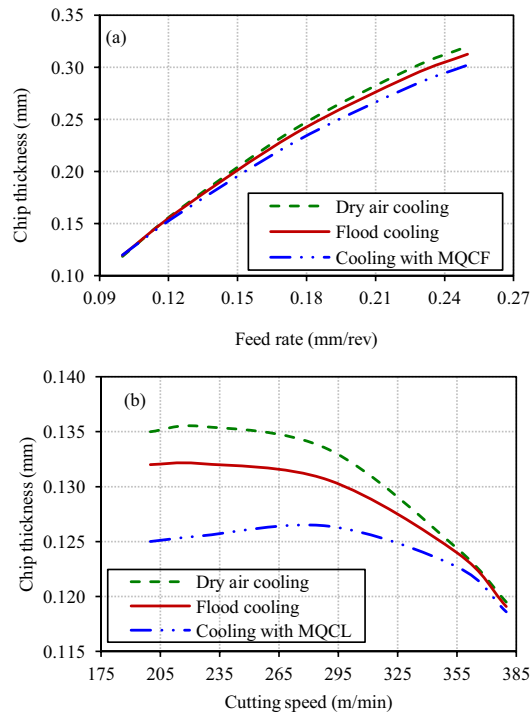 (a)
Chip thickness (mm)
0.30
0.25
0.20
0.15
0.10
Dry air cooling
Flood cooling
Cooling with MQCF
0.09 0.12 0.15 0.18 0.21 0.24 0.27
Feed rate (mm/rev)
(b)
Chip thickness (mm)
0.140
0.135
0.130
0.125
0.120
0.115
Dry air cooling
Flood cooling
Cooling with MQCL
175 205 235 265 295 325 355 385
Cutting speed (m/min)